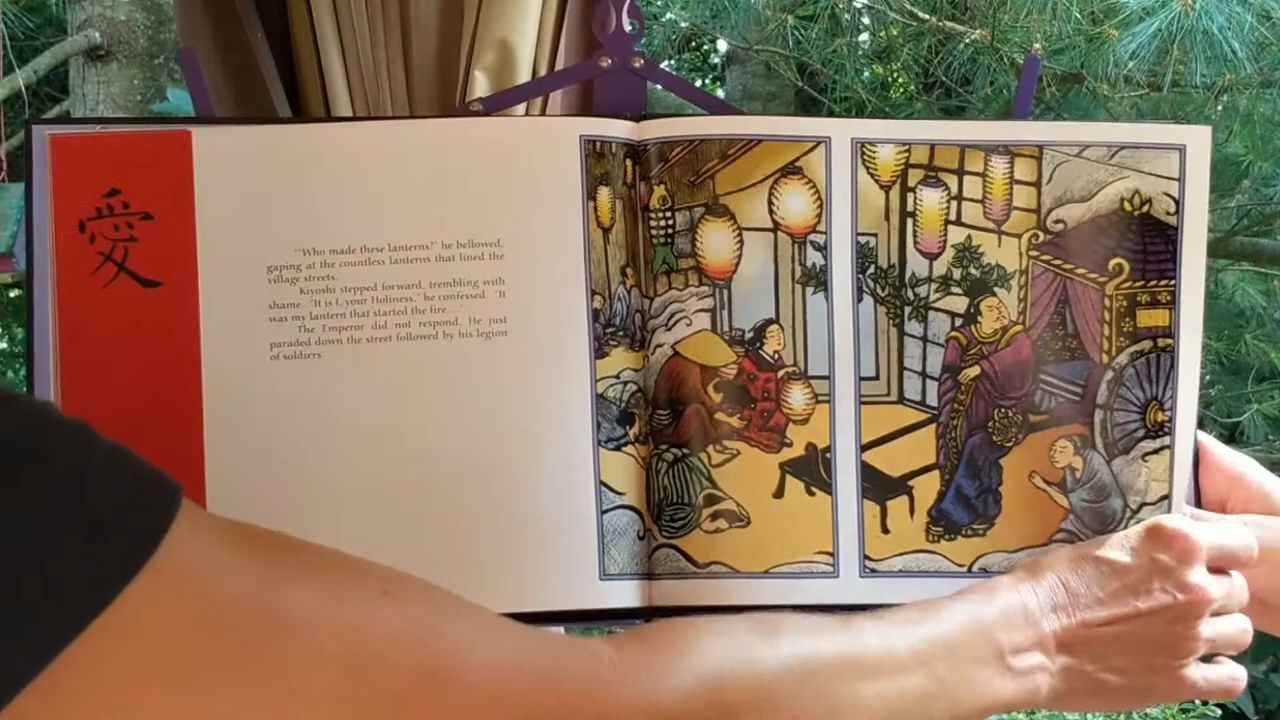 愛
"Who made these lanterns?" he bellowed,
gaping at the countless lanterns that lined the
village streets.
Kiyoshi stepped forward, trembling with
shame. "It is I, your Holiness," he confessed. "It
was my lantern that started the fire...."
The Emperor did not respond. He just
paraded down the street followed by his legion
of soldiers.